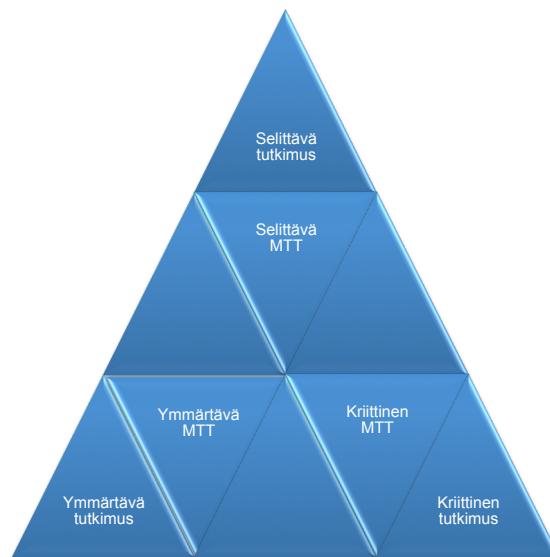 Selittävä
tutkimus
Selittävä
MTT
Ymmärtävä
MTT
Kriittinen
MTT
Ymmärtävä
tutkimus
Kriittinen
tutkimus